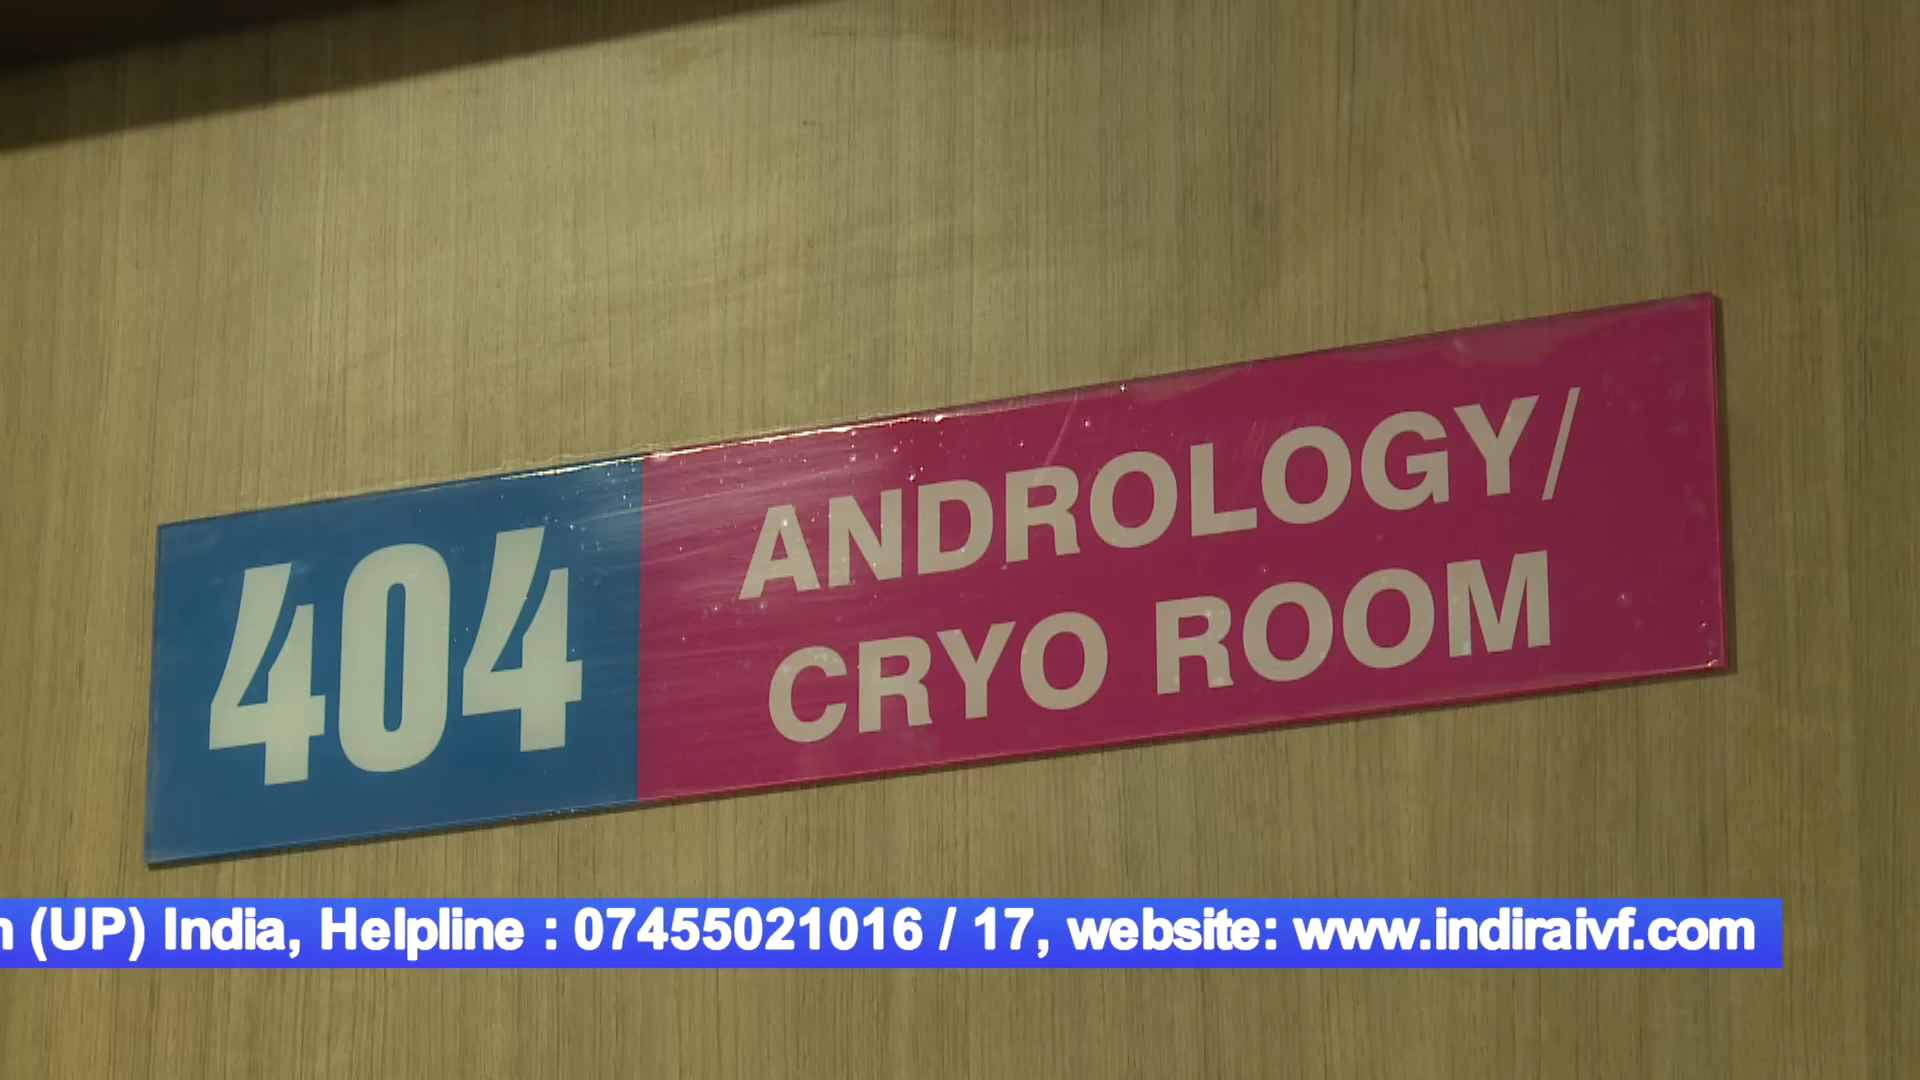 404
ANDROLOGY/
CRYO ROOM
(UP) India, Helpline : 07455021016 / 17, website: www.indiraivf.com